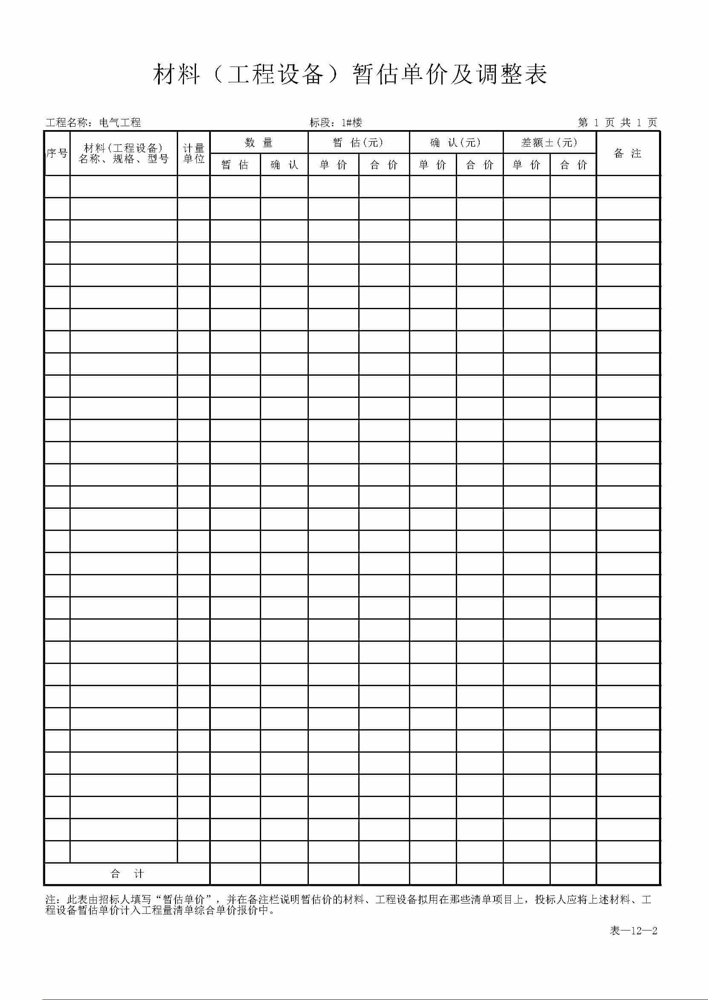 材料（工程设备）暂估单价及调整表
工程名称：电气工程 标段：1#楼 第 1 页 共 1 页
序号 材料(工程设备)名称、规格、型号 计量单位 数 量 暂 估(元) 确 认(元) 差额±(元) 备 注
暂 估 确 认 单 价 合 价 单 价 合 价 单 价 合 价
合 计
注：此表由招标人填写“暂估单价”，并在备注栏说明暂估价的材料、工程设备拟用在那些清单项目上，投标人应将上述材料、工
程设备暂估单价计入工程量清单综合单价报价中。
表—12—2